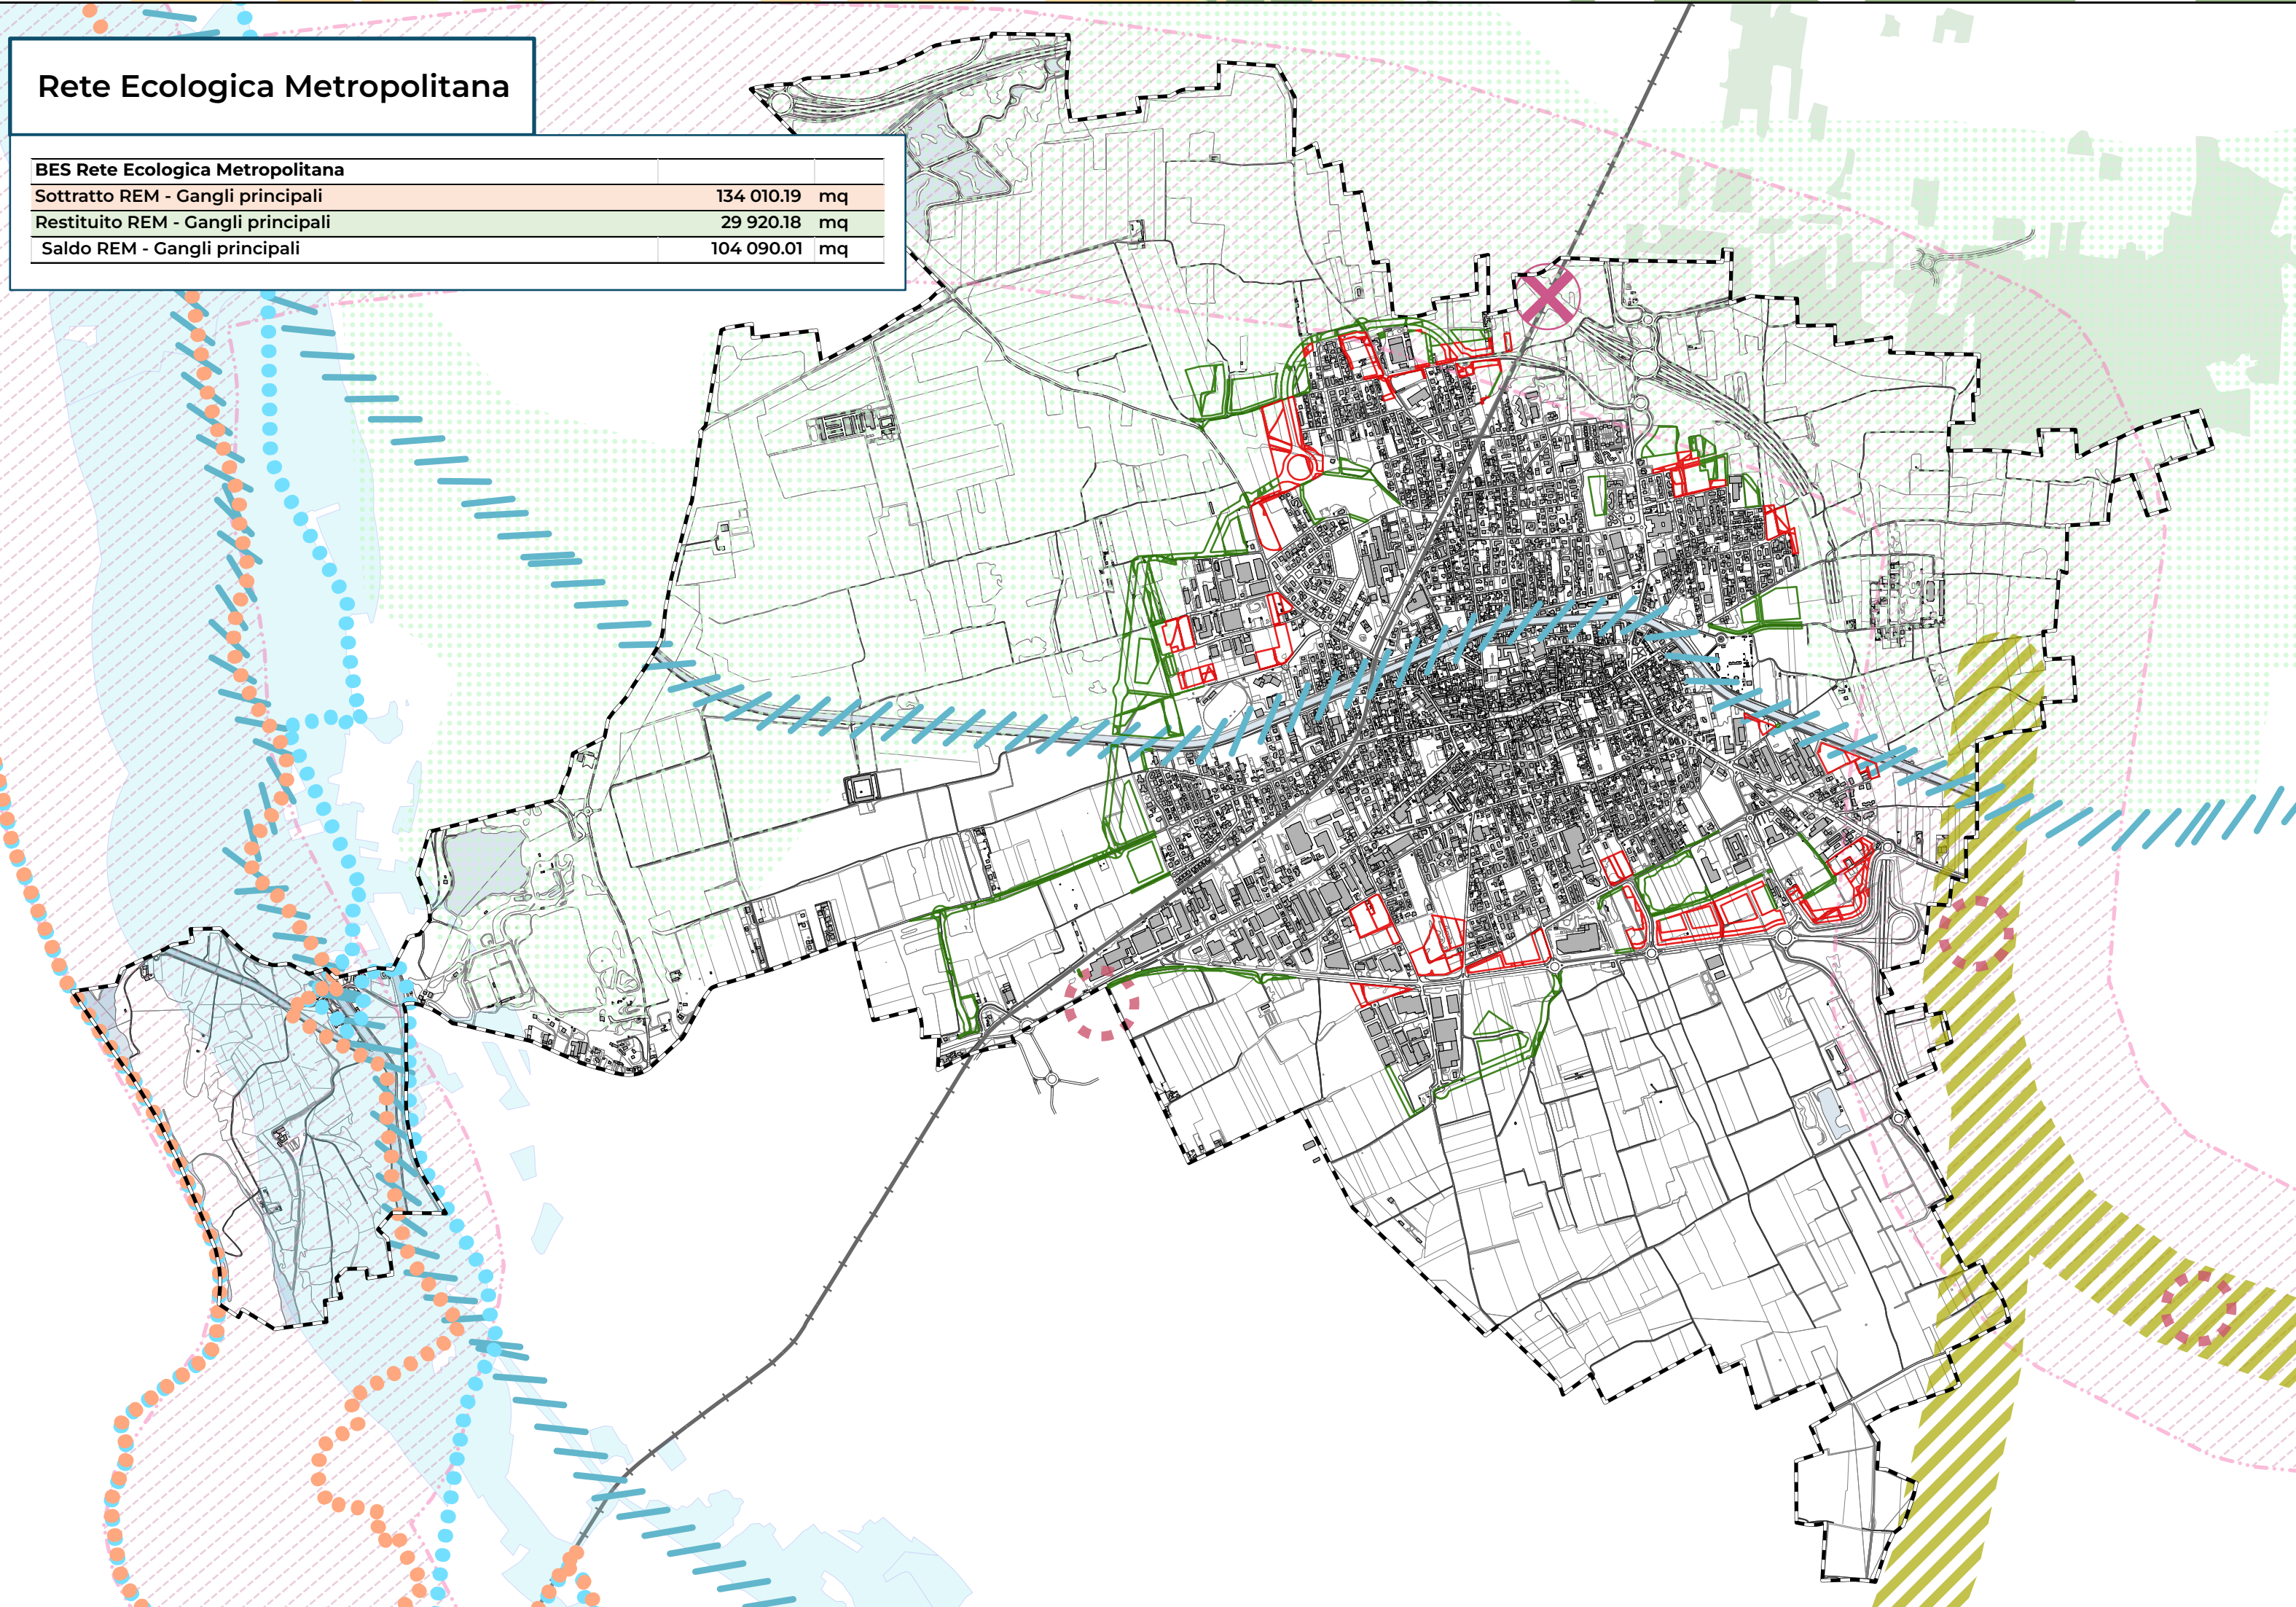 Rete Ecologica Metropolitana
BES Rete Ecologica Metropolitana
Sottratto REM - Gangli principali 134 010.19 mq
Restituito REM - Gangli principali 29 920.18 mq
Saldo REM - Gangli principali 104 090.01 mq